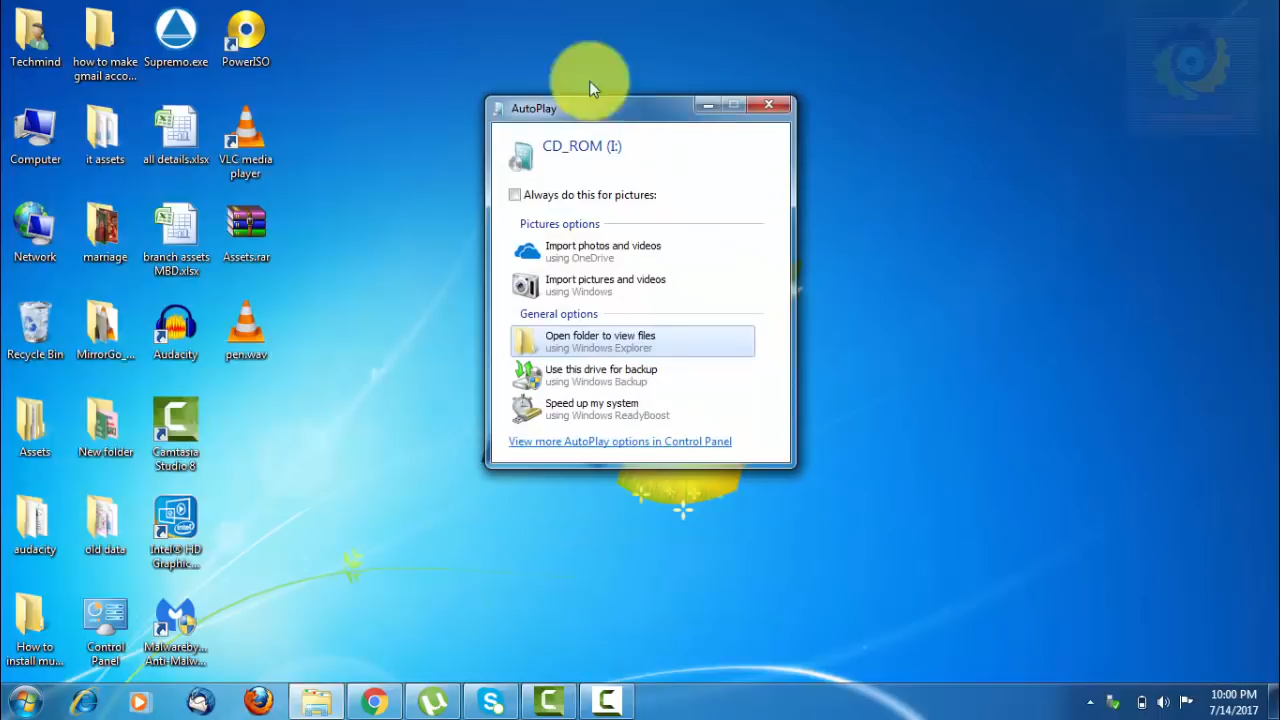 Techmind
how to make
gmail acco...
Supremo.exe
PowerISO
Computer
it assets
all details.xlsx
VLC media
player
Network
marriage
branch assets
MBD.xlsx
Assets.rar
Recycle Bin
MirrorGo_...
Audacity
pen.wav
Assets
New folder
Camtasia
Studio 8
audacity
old data
Intel® HD
Graphic...
How to
install mu...
Control
Panel
Malwareby...
Anti-Malw...
AutoPlay
CD_ROM (I:)
Always do this for pictures:
Pictures options
Import photos and videos
using OneDrive
Import pictures and videos
using Windows
General options
Open folder to view files
using Windows Explorer
Use this drive for backup
using Windows Backup
Speed up my system
using Windows ReadyBoost
View more AutoPlay options in Control Panel
10:00 PM
7/14/2017